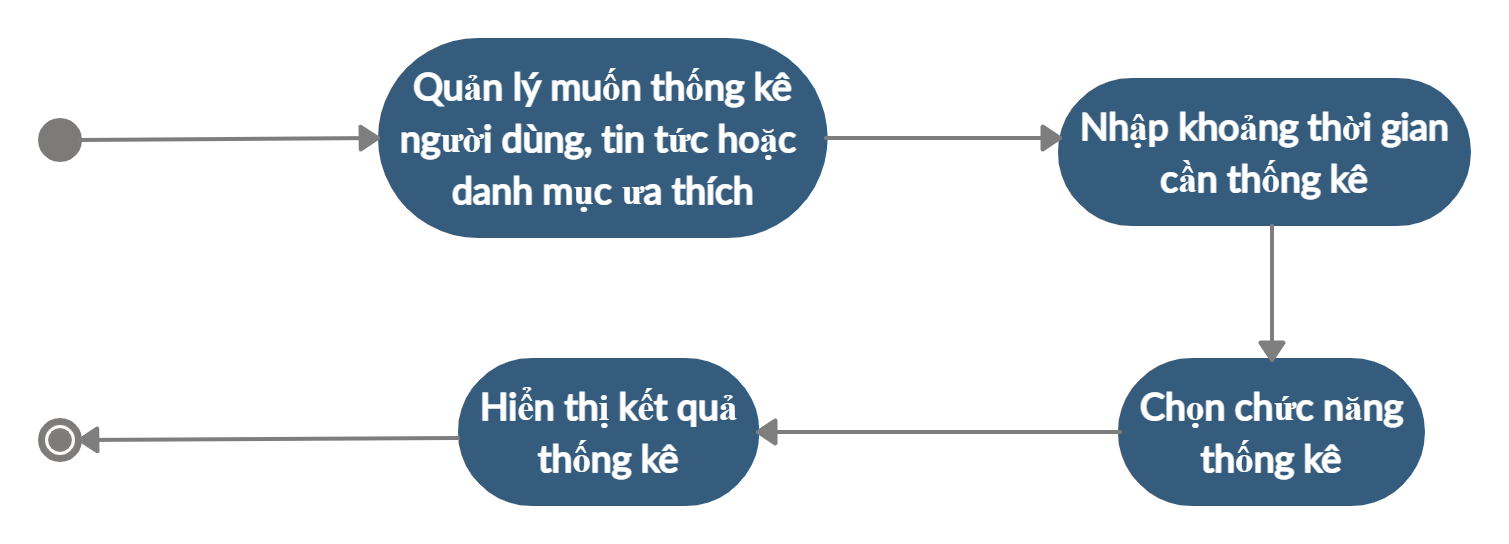 Quản lý muốn thống kê
người dùng, tin tức hoặc
danh mục ưa thích
Nhập khoảng thời gian
cần thống kê
Chọn chức năng
thống kê
Hiển thị kết quả
thống kê